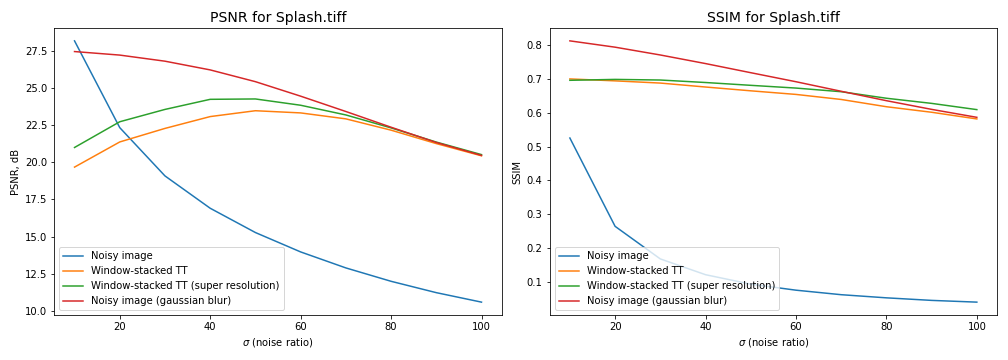 PSNR for Splash.tiff
PSNR, dB
27.5
25.0
22.5
20.0
17.5
15.0
12.5
10.0
Noisy image
Window-stacked TT
Window-stacked TT (super resolution)
Noisy image (gaussian blur)
20 40 60 80 100
σ (noise ratio)
SSIM for Splash.tiff
SSIM
0.8
0.7
0.6
0.5
0.4
0.3
0.2
0.1
Noisy image
Window-stacked TT
Window-stacked TT (super resolution)
Noisy image (gaussian blur)
20 40 60 80 100
σ (noise ratio)